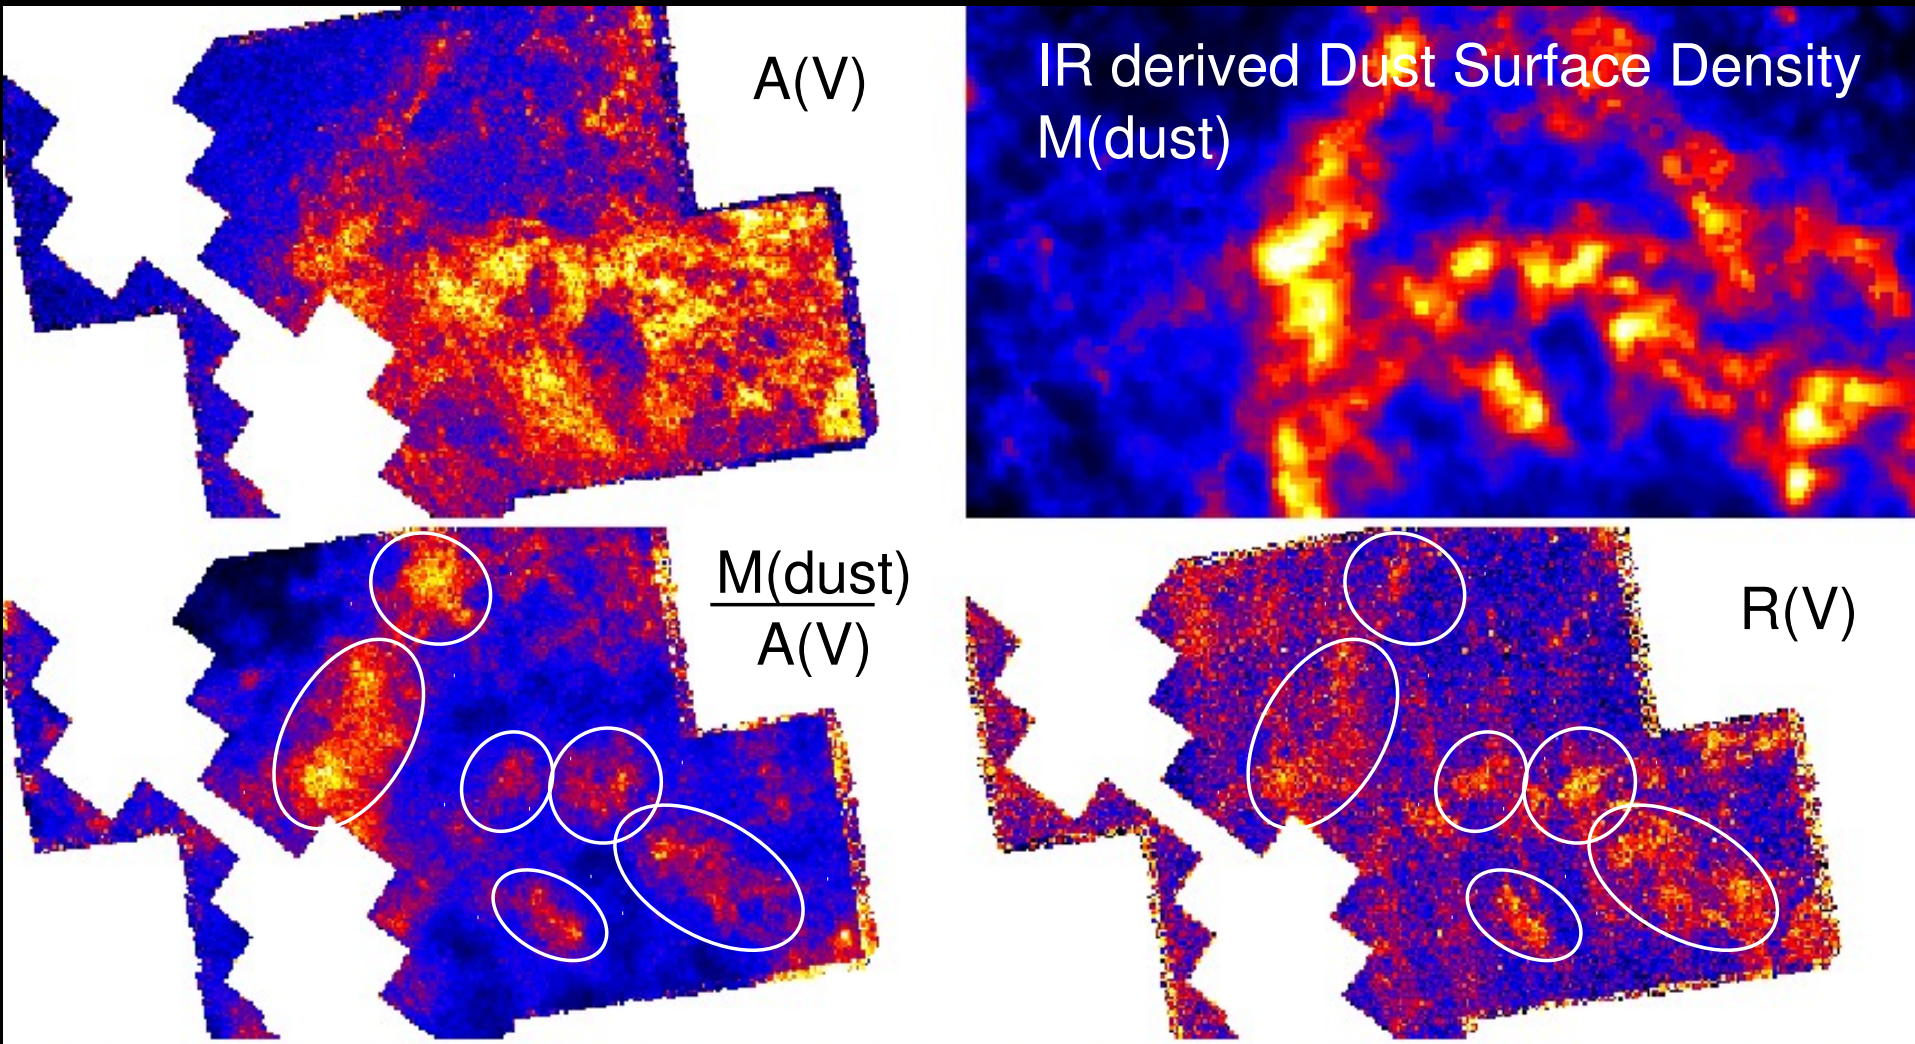 A(V)
IR derived Dust Surface Density
M(dust)
M(dust)
A(V)
R(V)